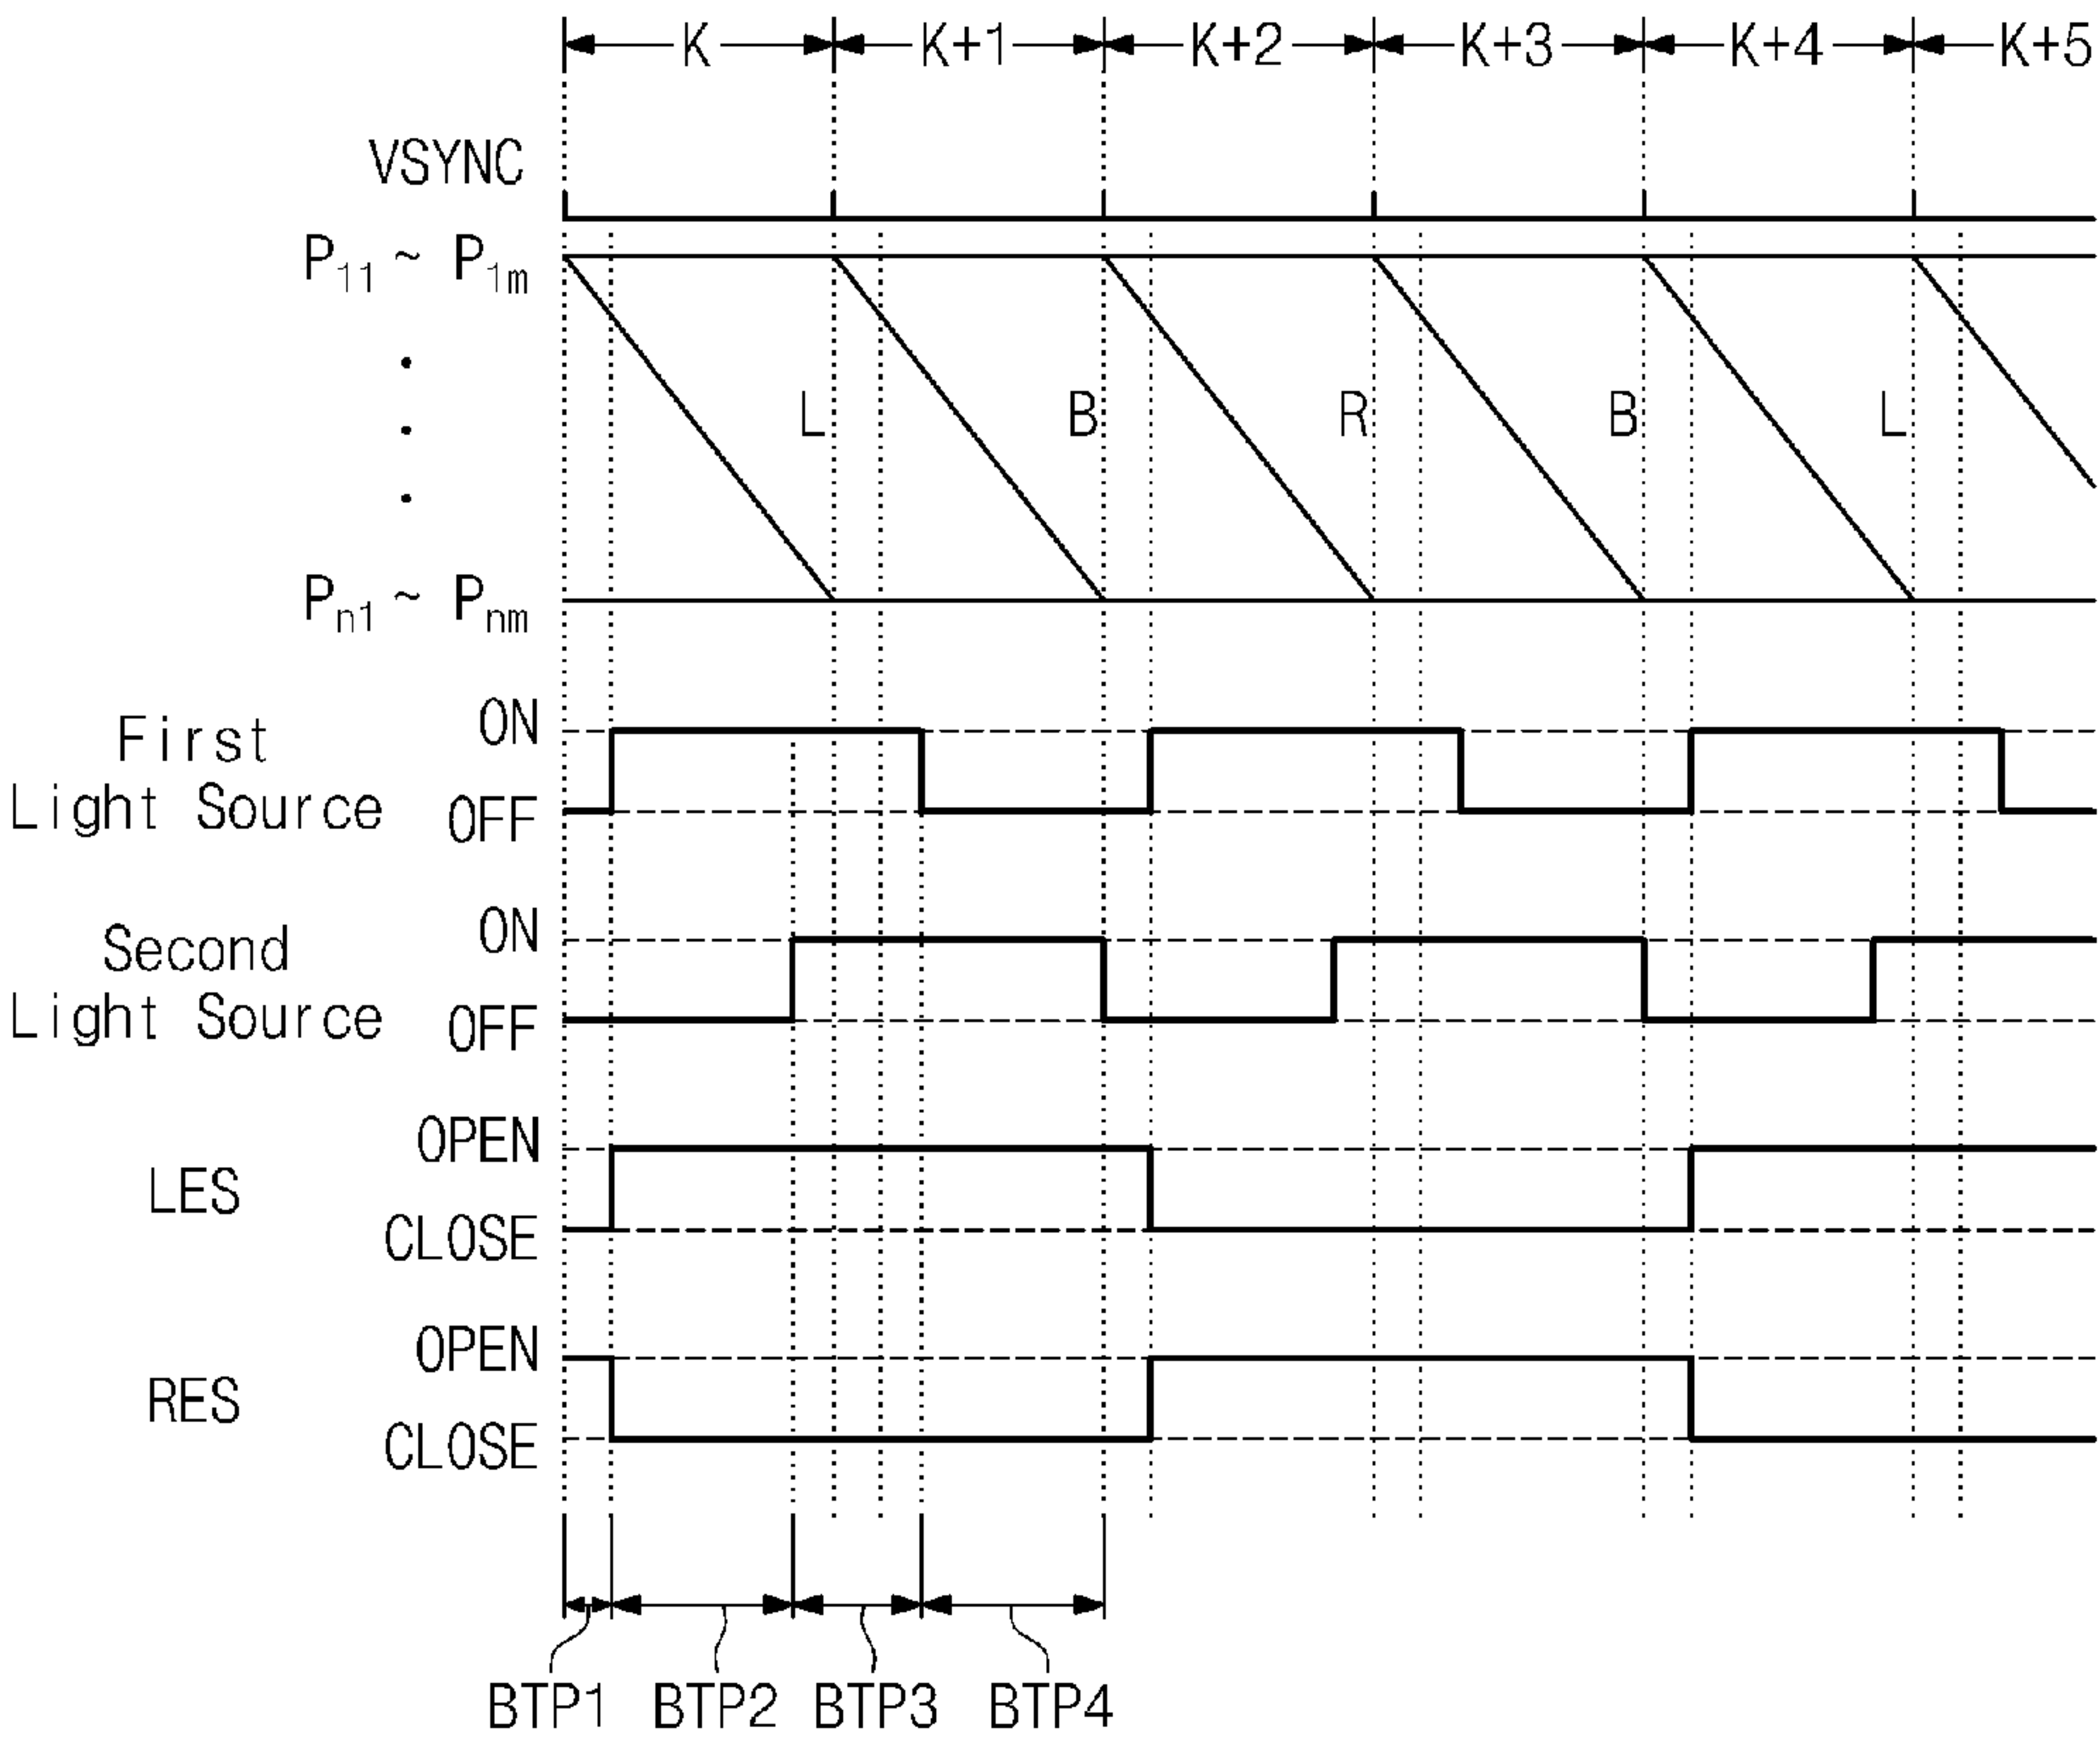 K K+1 K+2 K+3 K+4 K+5
VSYNC
P11 ~ P1m
L B R B L
Pn1 ~ Pnm
First Light Source
ON
OFF
Second Light Source
ON
OFF
LES
OPEN
CLOSE
RES
OPEN
CLOSE
BTP1 BTP2 BTP3 BTP4